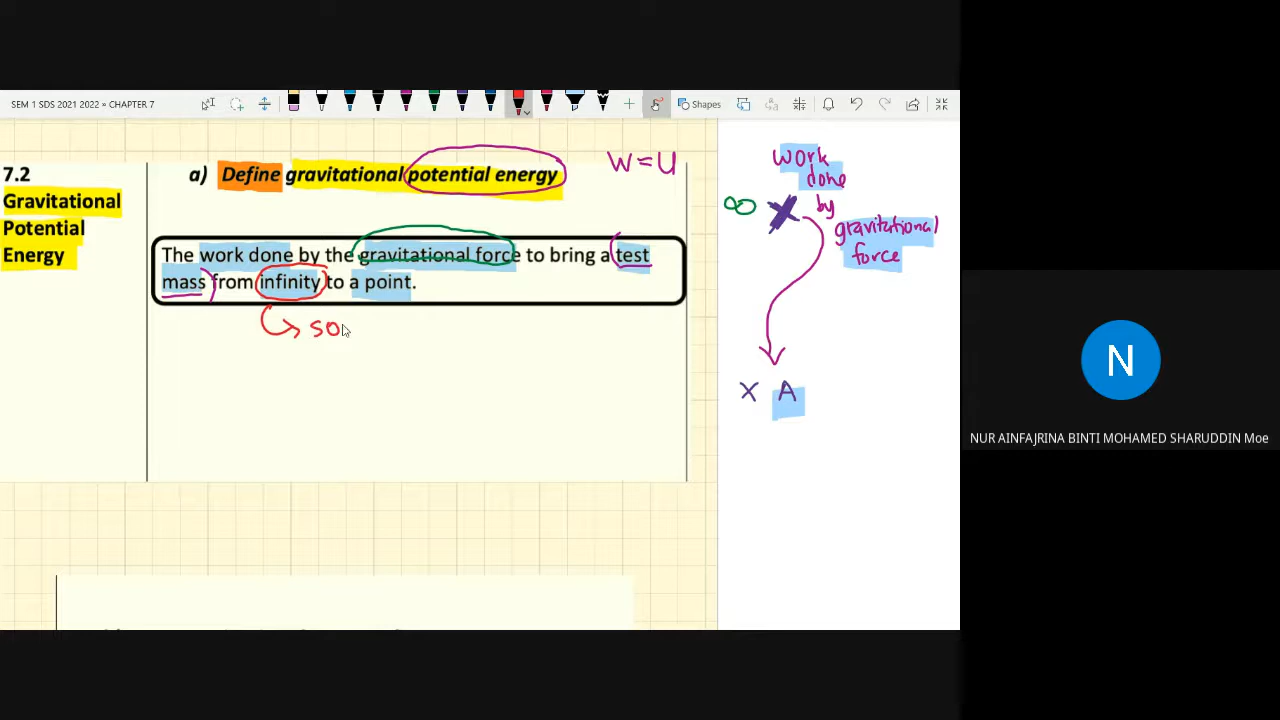 SEM 1 SDS 2021 2022 » CHAPTER 7
Shapes
7.2
Gravitational
Potential
Energy
a) Define gravitational potential energy
W=U
The work done by the gravitational force to bring a test
mass from infinity to a point.
so
work
done
by
gravitational
force
∞
X A
N
NUR AINFAJRINA BINTI MOHAMED SHARUDDIN Moe